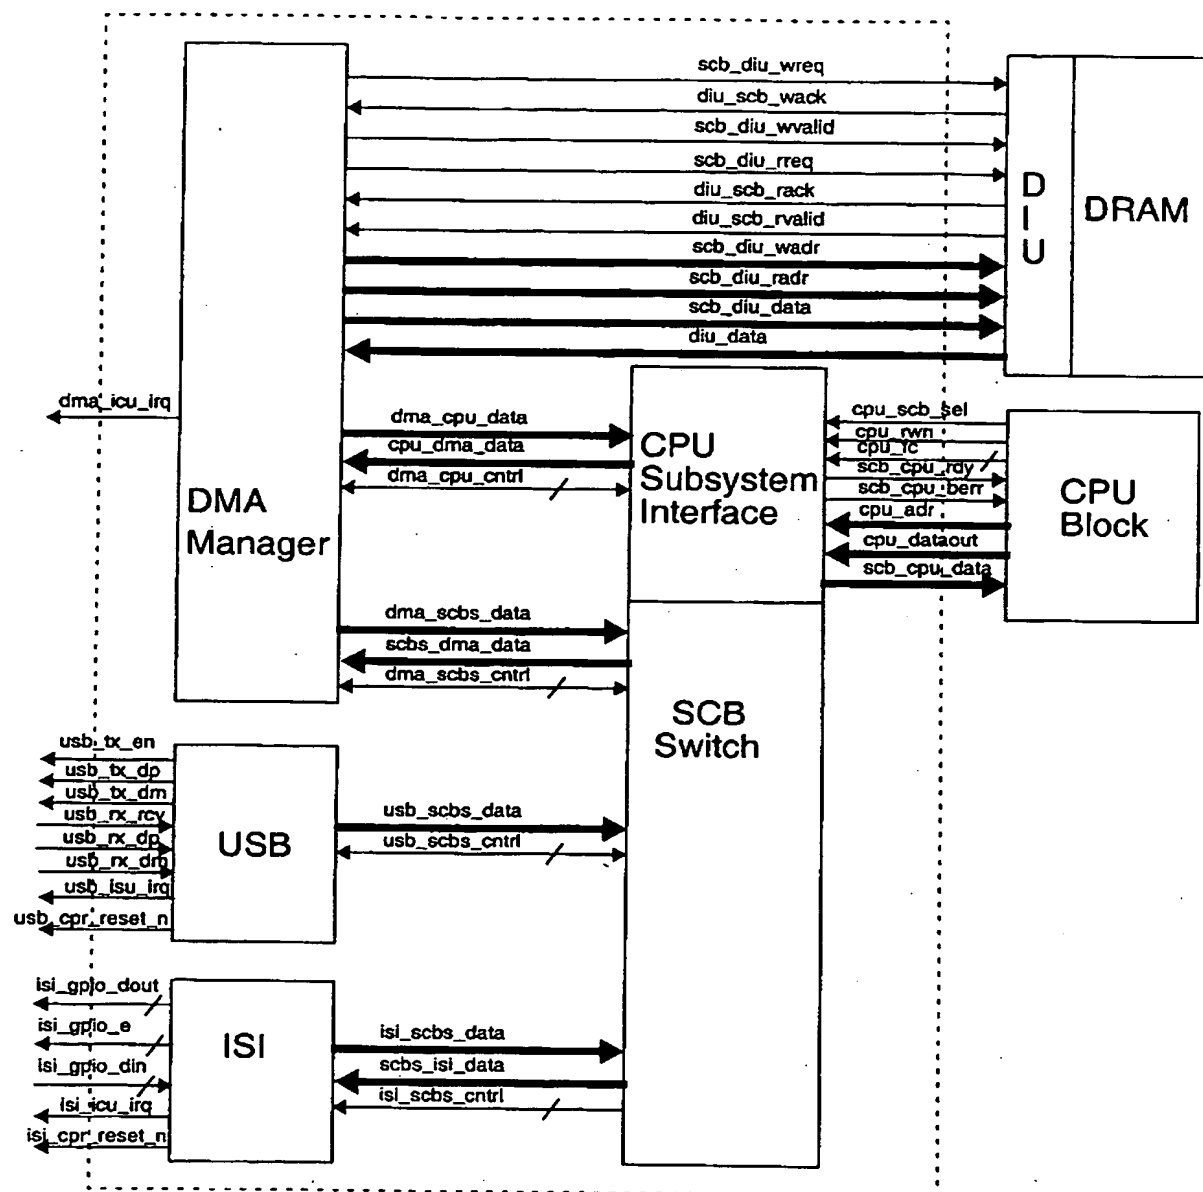 scb_diu_wreq
diu_scb_wack
scb_diu_wvalid
scb_diu_rreq
diu_scb_rack
diu_scb_rvalid
scb_diu_wadr
scb_diu_radr
scb_diu_data
diu_data
DIU
DRAM
dma_icu_irq
DMA
Manager
dma_cpu_data
cpu_dma_data
dma_cpu_cntrl
CPU
Subsystem
Interface
cpu_scb_sel
cpu_rwn
cpu_fc
scb_cpu_rdy
scb_cpu_berr
cpu_adr
cpu_dataout
scb_cpu_data
CPU
Block
dma_scbs_data
scbs_dma_data
dma_scbs_cntrl
SCB
Switch
usb_tx_en
usb_tx_dp
usb_tx_dm
usb_rx_rcv
usb_rx_dp
usb_rx_dm
usb_isu_irq
usb_cpr_reset_n
USB
usb_scbs_data
usb_scbs_cntrl
isi_gpio_dout
isi_gpio_e
isi_gpio_din
isi_icu_irq
isi_cpr_reset_n
ISI
isi_scbs_data
scbs_isi_data
isi_scbs_cntrl